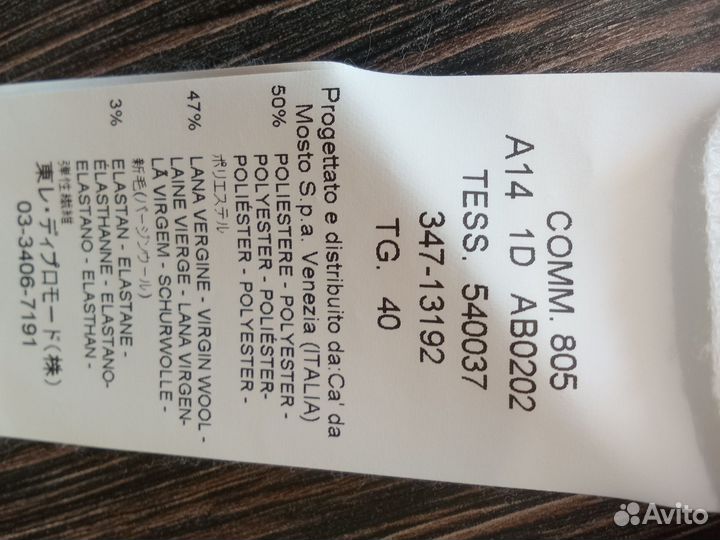 COMM. 805
A14 1D AB0202
TESS. 540037
347-13192
TG. 40
Progettato e distribuito da:Ca' da
Mosto S.p.a. Venezia (ITALIA)
50% POLIESTERE - POLYESTER -
POLYESTER - POLIÉSTER-
POLIÉSTER - POLYESTER -
ポリエステル
47% LANA VERGINE - VIRGIN WOOL -
LAINE VIERGE - LANA VIRGEN-
LÃ VIRGEM - SCHURWOLLE -
新毛(バージンウール)
3% ELASTAN - ELASTANE -
ÉLASTHANNE - ELASTANO-
ELASTANO - ELASTHAN -
弾性繊維
東レ・ディプロモード(株)
03-3406-7191
Avito